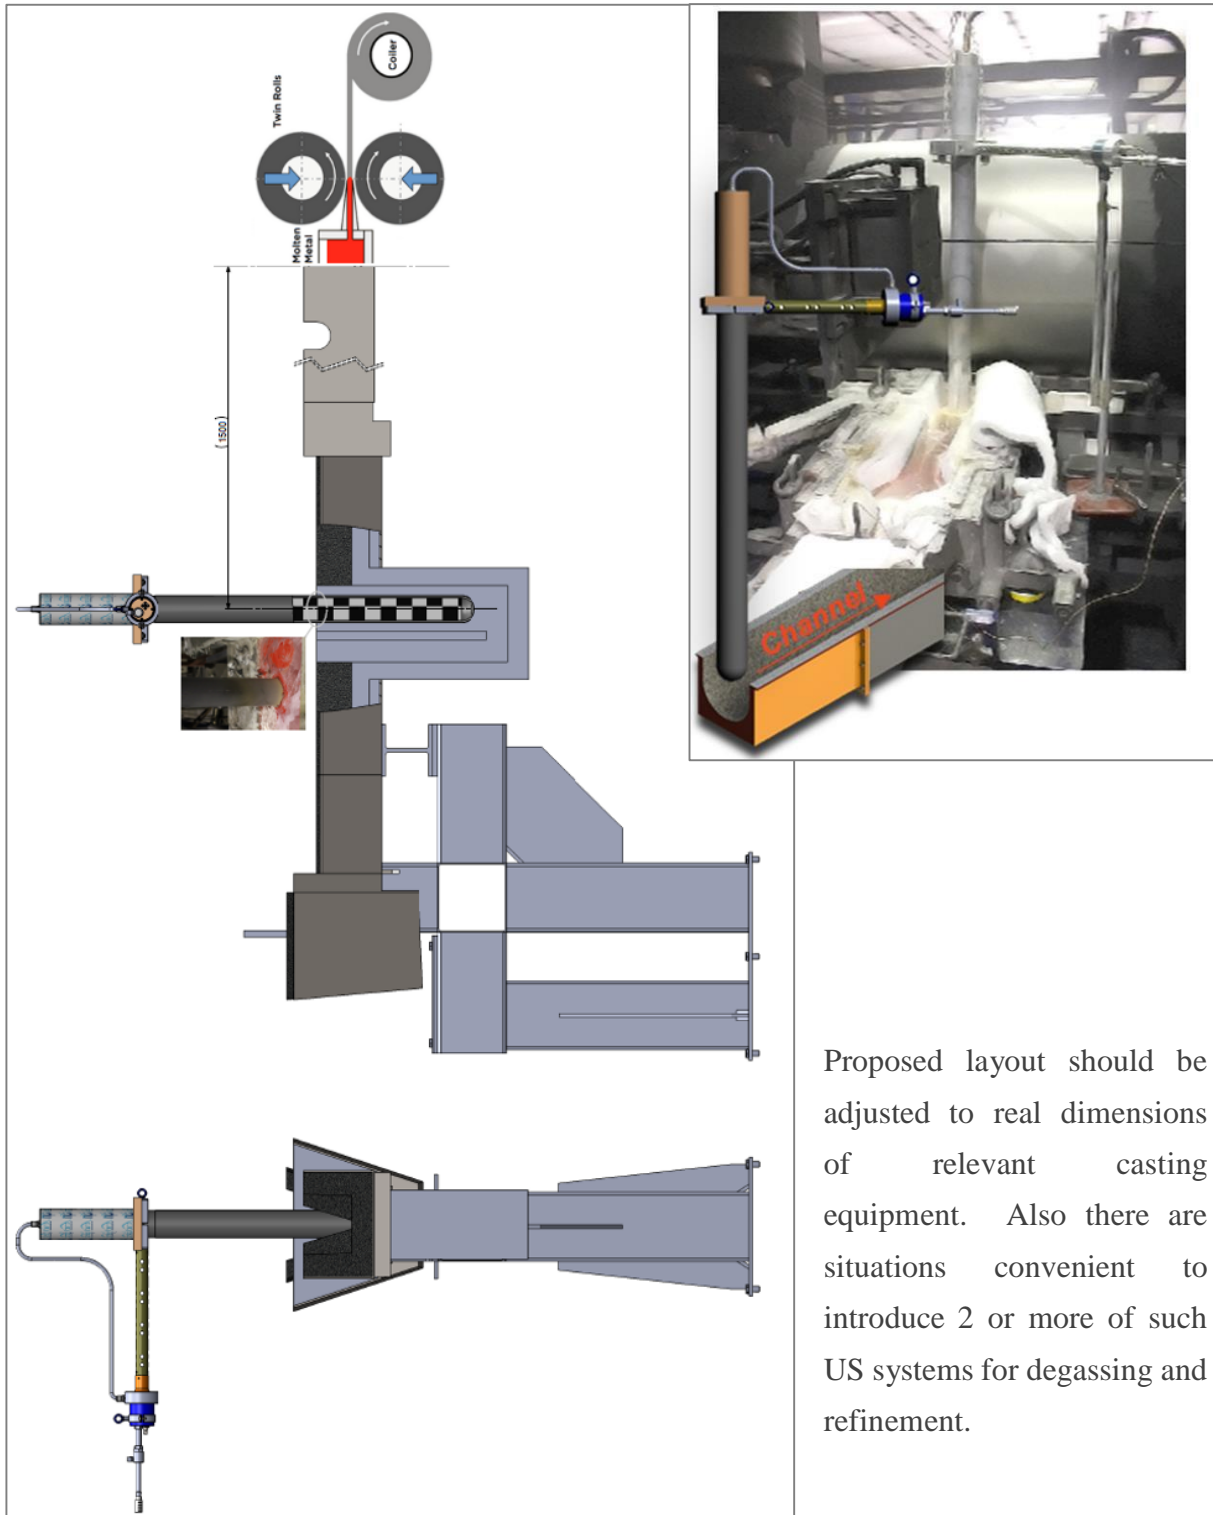 Coiler
Twin Rolls
Molten
Metal
(1500)
Channel
Proposed layout should be
adjusted to real dimensions
of relevant casting
equipment. Also there are
situations convenient to
introduce 2 or more of such
US systems for degassing and
refinement.